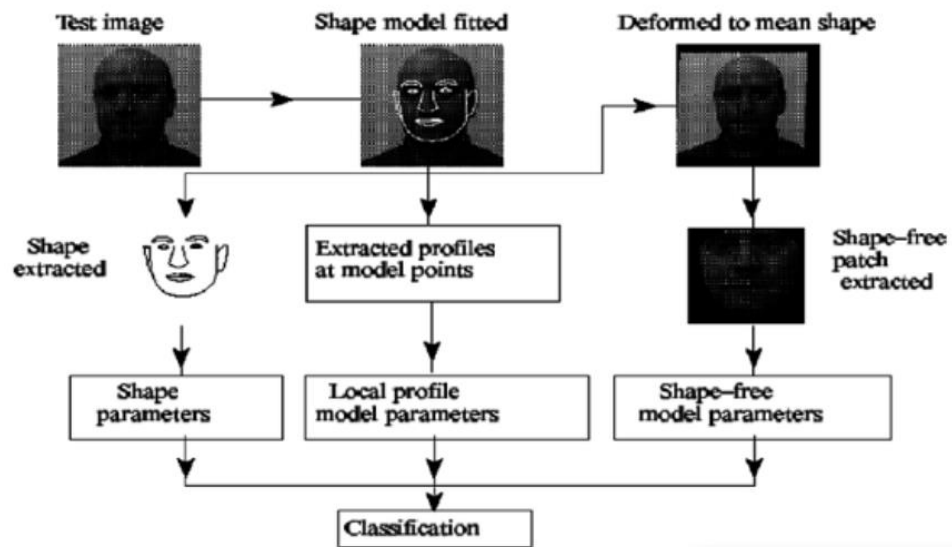 Test image
Shape model fitted
Deformed to mean shape
Shape
extracted
Extracted profiles
at model points
Shape–free
patch
extracted
Shape
parameters
Local profile
model parameters
Shape–free
model parameters
Classification